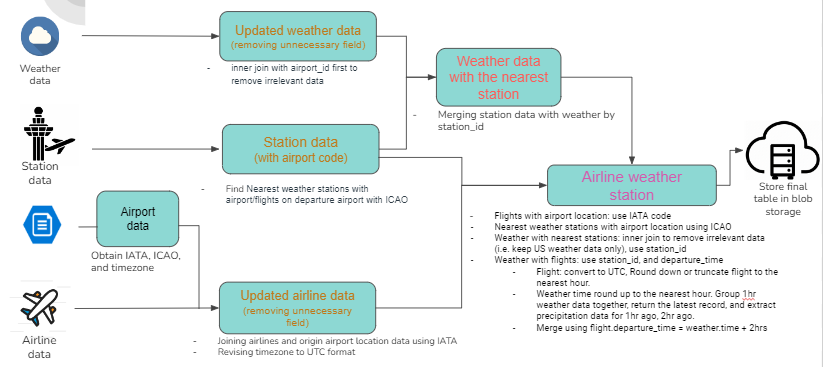 Weather
data
Updated weather data
(removing unnecessary field)
- inner join with airport_id first to
remove irrelevant data
Weather data
with the nearest
station
- Merging station data with weather by
station_id
Station
data
Station data
(with airport code)
- Find Nearest weather stations with
airport/flights on departure airport with ICAO
Airport
data
Obtain IATA, ICAO,
and timezone
Airline
data
Updated airline data
(removing unnecessary
field)
- Joining airlines and origin airport location data using IATA
- Revising timezone to UTC format
Airline weather
station
- Flights with airport location: use IATA code
- Nearest weather stations with airport location using ICAO
- Weather with nearest stations: inner join to remove irrelevant data
(i.e. keep US weather data only), use station_id
- Weather with flights: use station_id, and departure_time
- Flight: convert to UTC, Round down or truncate flight to the
nearest hour.
- Weather time round up to the nearest hour. Group 1hr
weather data together, return the latest record, and extract
precipitation data for 1hr ago, 2hr ago.
- Merge using flight.departure_time = weather.time + 2hrs
Store final
table in blob
storage